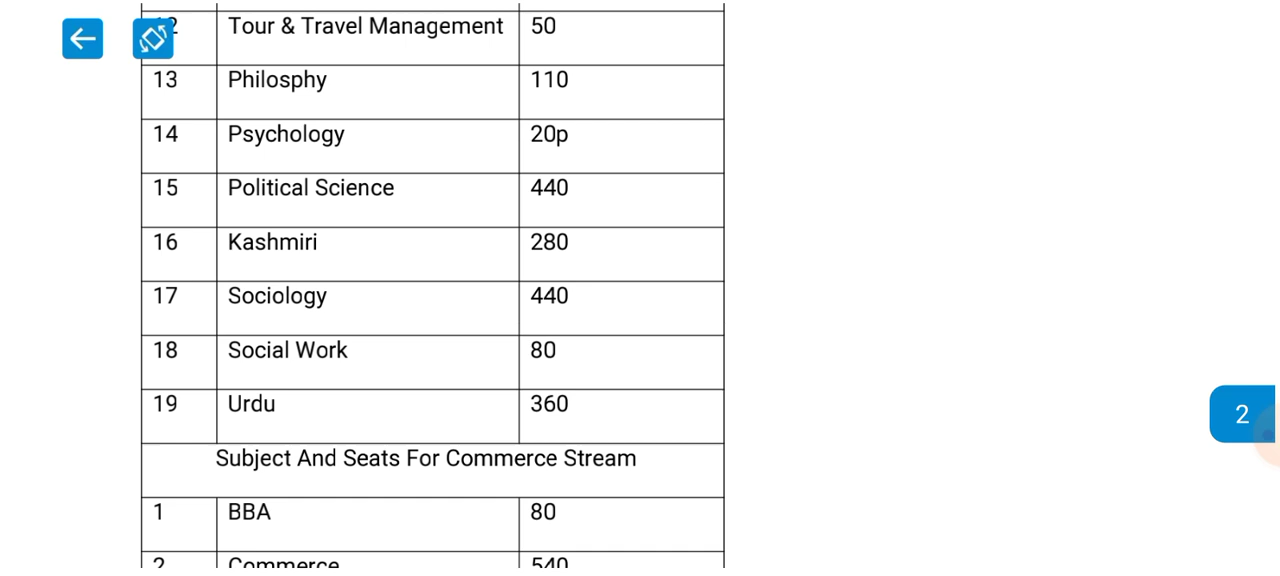 12 Tour & Travel Management 50
13 Philosphy 110
14 Psychology 20p
15 Political Science 440
16 Kashmiri 280
17 Sociology 440
18 Social Work 80
19 Urdu 360
2
Subject And Seats For Commerce Stream
1 BBA 80
2 Commerce 540